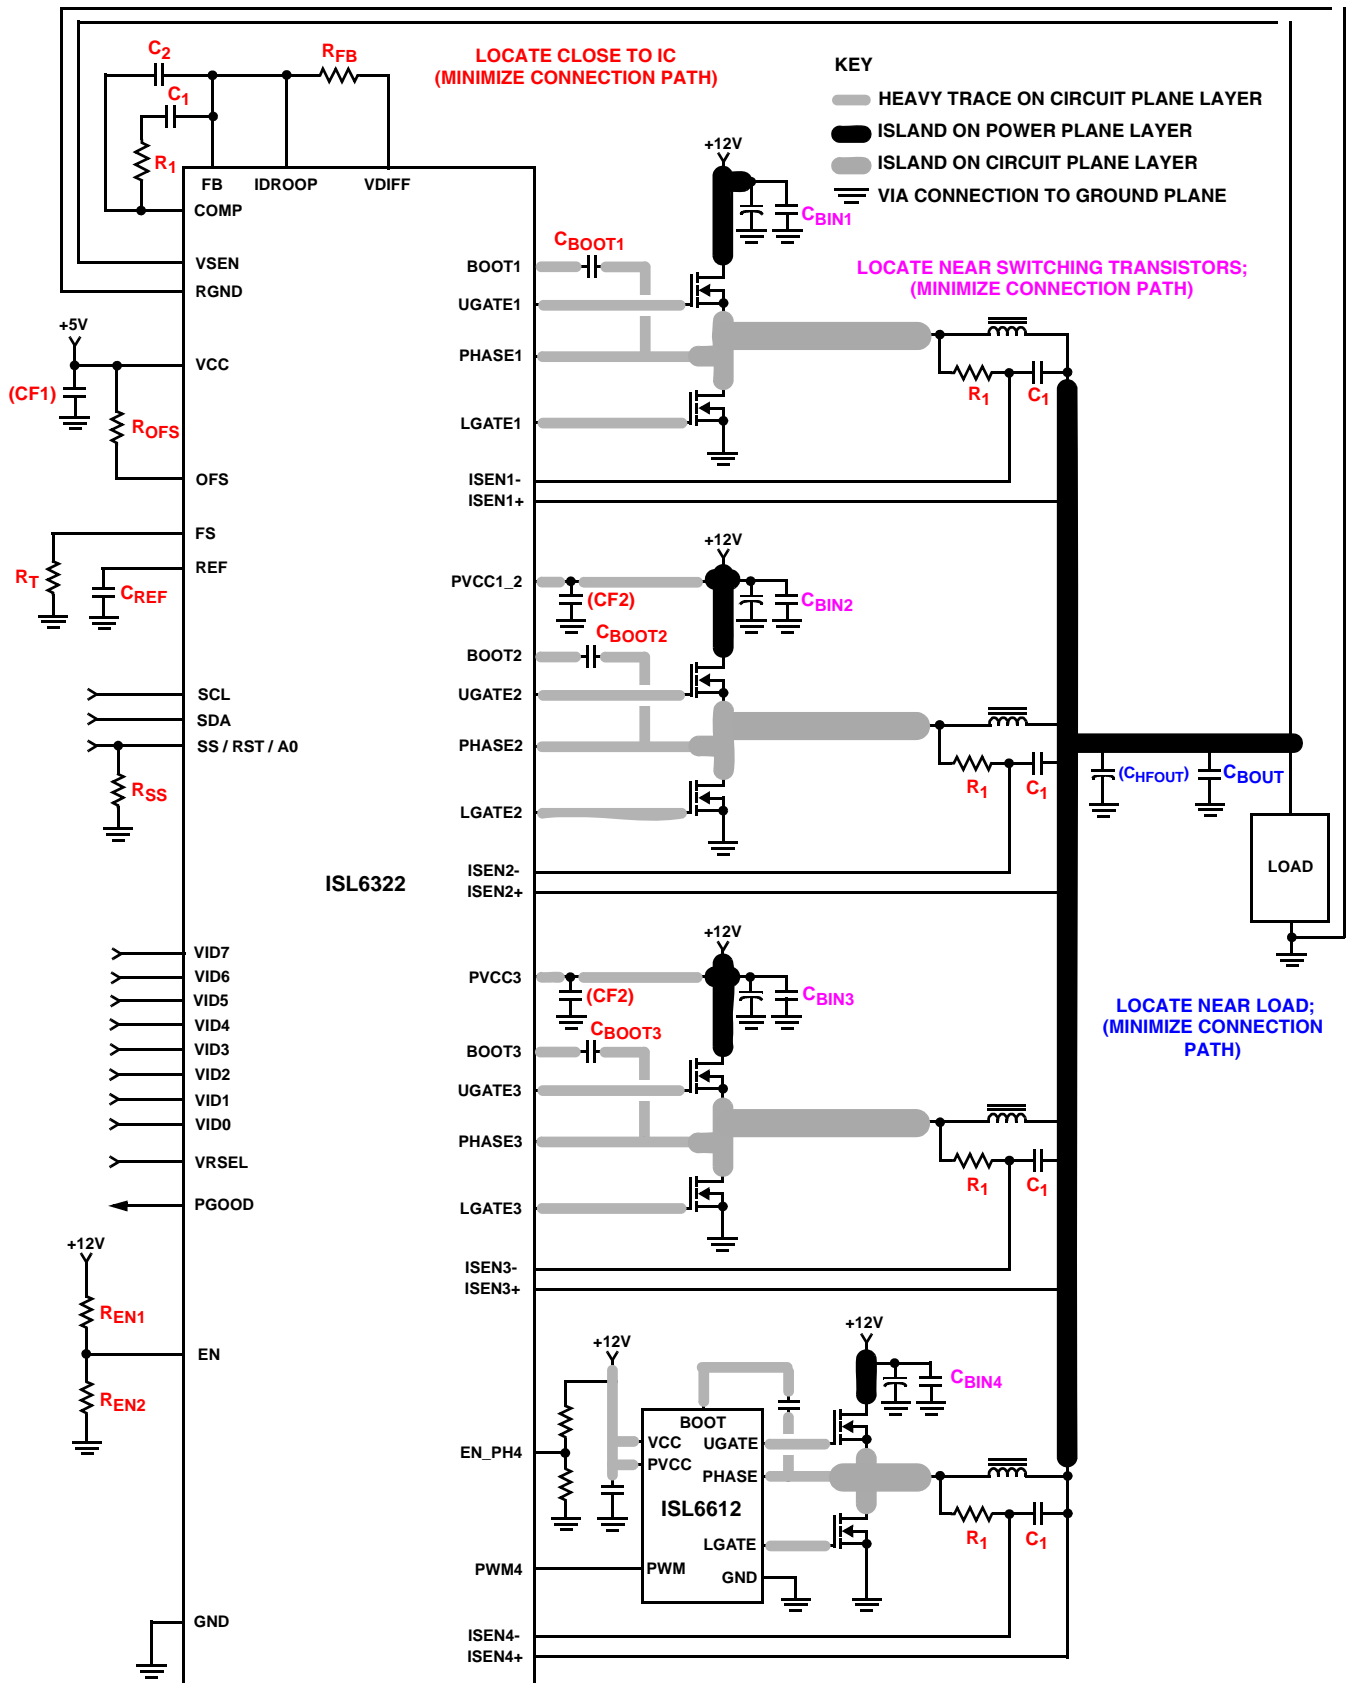 C2
RFB
LOCATE CLOSE TO IC
(MINIMIZE CONNECTION PATH)
C1
R1
KEY
HEAVY TRACE ON CIRCUIT PLANE LAYER
ISLAND ON POWER PLANE LAYER
ISLAND ON CIRCUIT PLANE LAYER
VIA CONNECTION TO GROUND PLANE
FB
IDROOP
VDIFF
COMP
VSEN
RGND
+5V
VCC
(CF1)
ROFS
OFS
FS
RT
REF
CREF
SCL
SDA
SS / RST / A0
RSS
ISL6322
VID7
VID6
VID5
VID4
VID3
VID2
VID1
VID0
VRSEL
PGOOD
+12V
REN1
EN
REN2
GND
+12V
CBIN1
LOCATE NEAR SWITCHING TRANSISTORS;
(MINIMIZE CONNECTION PATH)
BOOT1
CBOOT1
UGATE1
PHASE1
LGATE1
R1
C1
ISEN1-
ISEN1+
+12V
PVCC1_2
(CF2)
CBIN2
BOOT2
CBOOT2
UGATE2
PHASE2
LGATE2
R1
C1
ISEN2-
ISEN2+
(CHFOUT)
CBOUT
LOAD
LOCATE NEAR LOAD;
(MINIMIZE CONNECTION
PATH)
+12V
PVCC3
(CF2)
CBIN3
BOOT3
CBOOT3
UGATE3
PHASE3
LGATE3
R1
C1
ISEN3-
ISEN3+
+12V
+12V
CBIN4
EN_PH4
BOOT
VCC
PVCC
UGATE
PHASE
ISL6612
LGATE
PWM
GND
R1
C1
PWM4
ISEN4-
ISEN4+